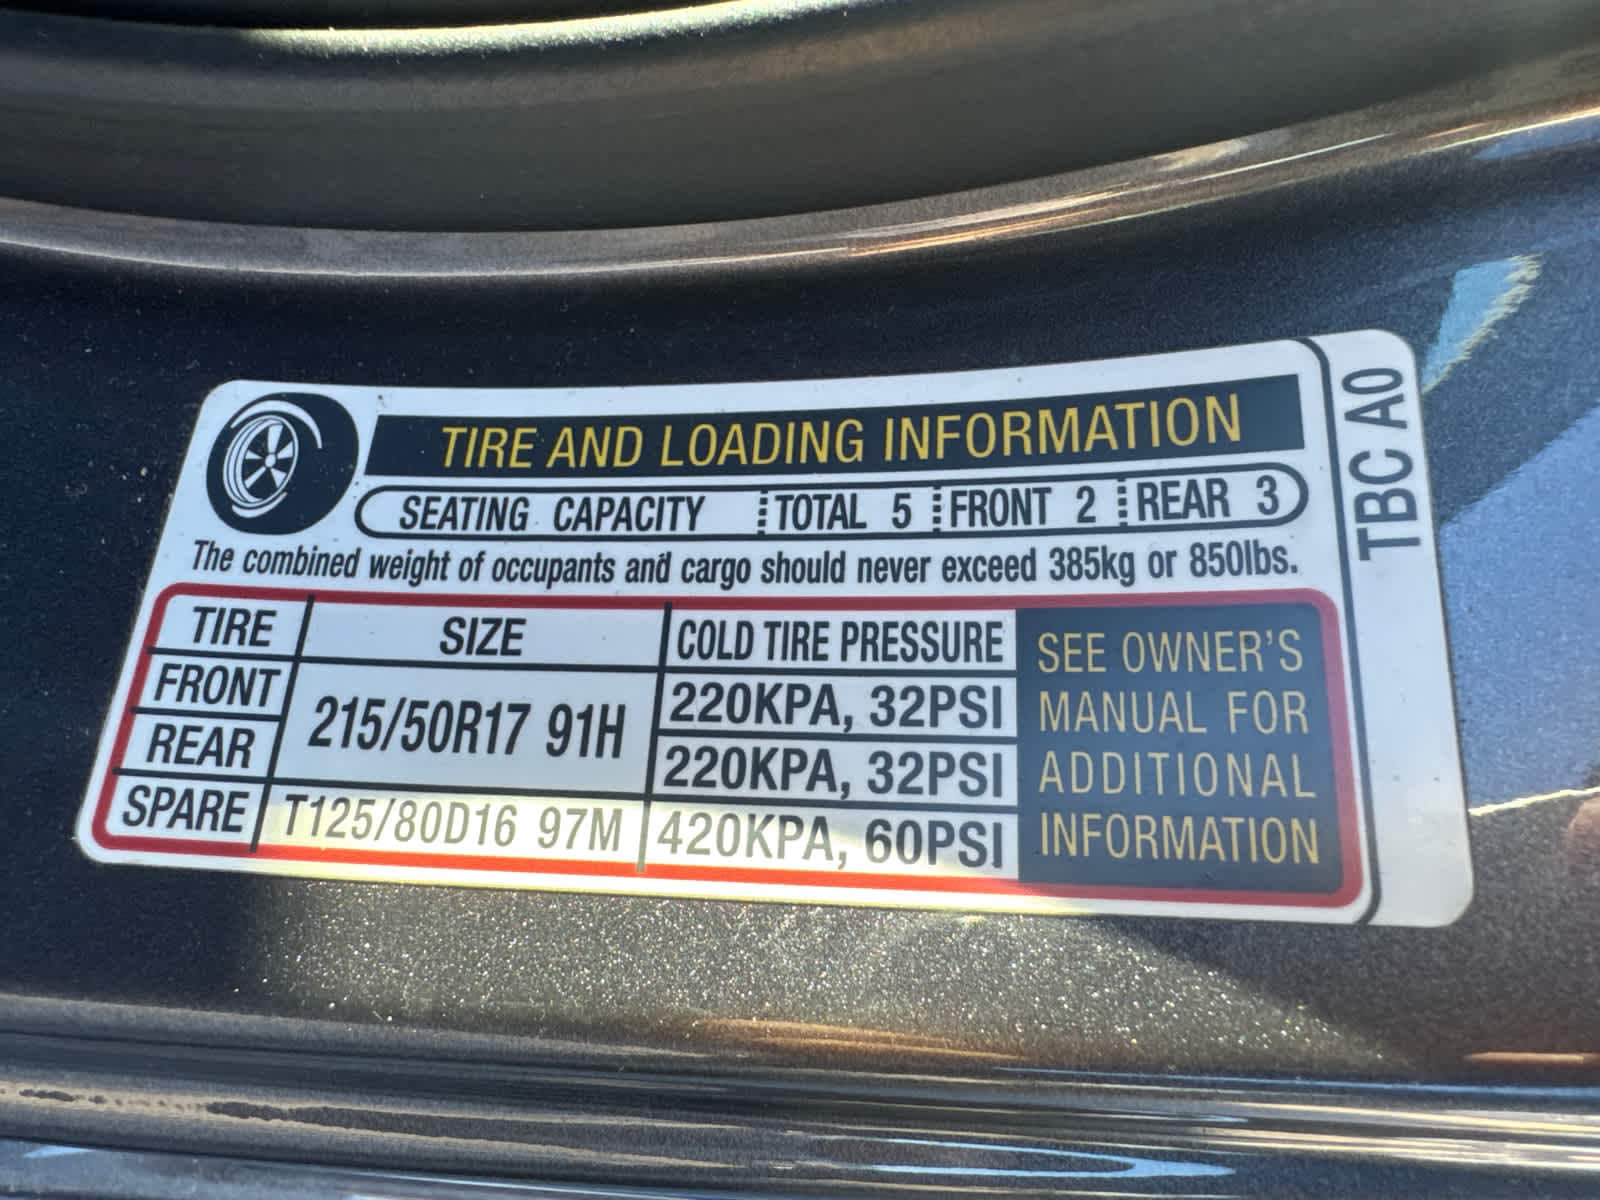 TIRE AND LOADING INFORMATION
SEATING CAPACITY TOTAL 5 FRONT 2 REAR 3
The combined weight of occupants and cargo should never exceed 385kg or 850lbs.
TIRE SIZE COLD TIRE PRESSURE
FRONT 215/50R17 91H 220KPA, 32PSI
REAR 220KPA, 32PSI
SPARE T125/80D16 97M 420KPA, 60PSI
SEE OWNER'S
MANUAL FOR
ADDITIONAL
INFORMATION
TBC A0